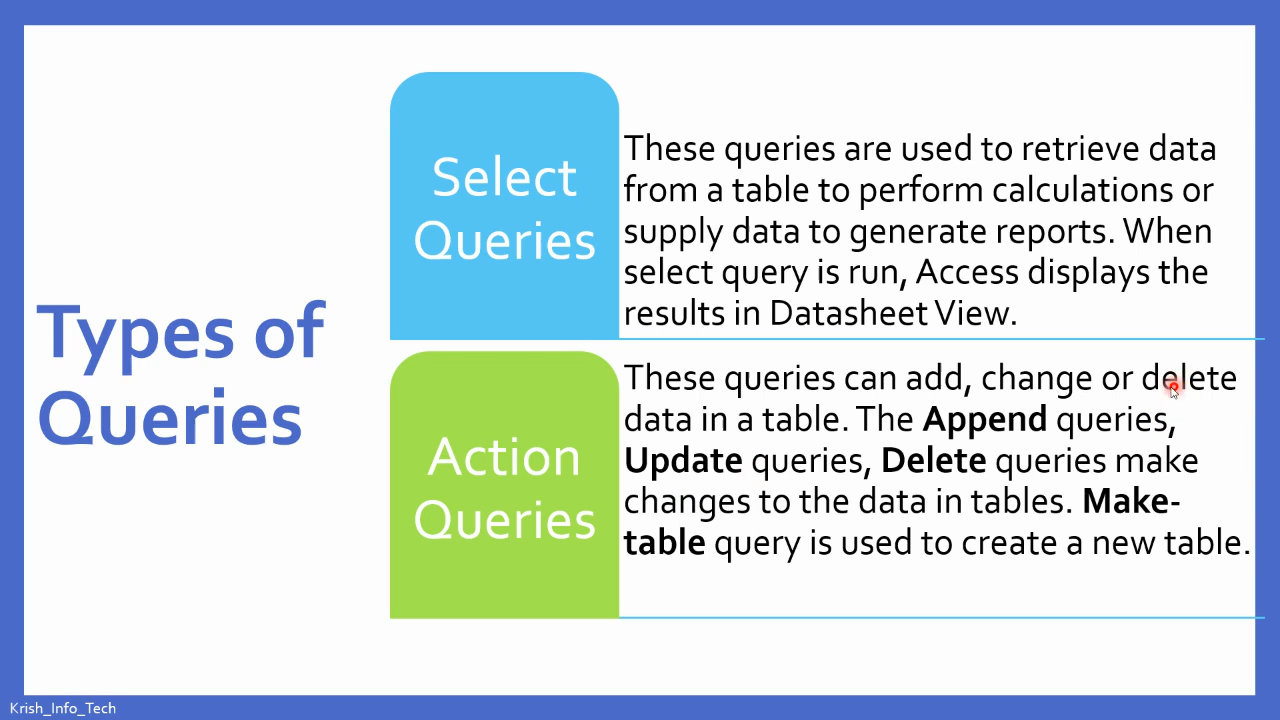 Types of
Queries
Select
Queries
These queries are used to retrieve data
from a table to perform calculations or
supply data to generate reports. When
select query is run, Access displays the
results in Datasheet View.
Action
Queries
These queries can add, change or delete
data in a table. The Append queries,
Update queries, Delete queries make
changes to the data in tables. Make-
table query is used to create a new table.
Krish_Info_Tech